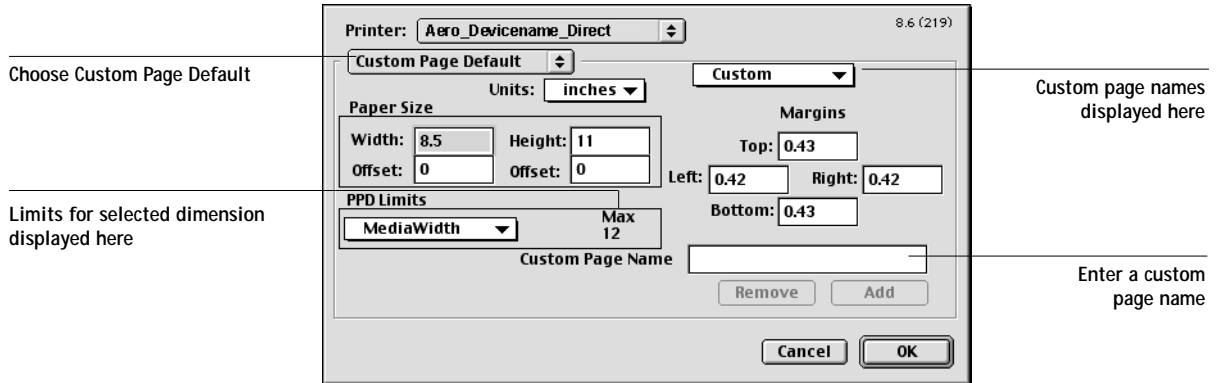 Printer: Aero_Devicename_Direct
8.6 (219)
Choose Custom Page Default
Custom Page Default
Custom
Custom page names
displayed here
Units: inches
Paper Size
Width: 8.5 Height: 11
Offset: 0 Offset: 0
Margins
Top: 0.43
Left: 0.42 Right: 0.42
Bottom: 0.43
Limits for selected dimension
displayed here
PPD Limits
MediaWidth
Max
12
Custom Page Name
Enter a custom
page name
Remove Add
Cancel OK